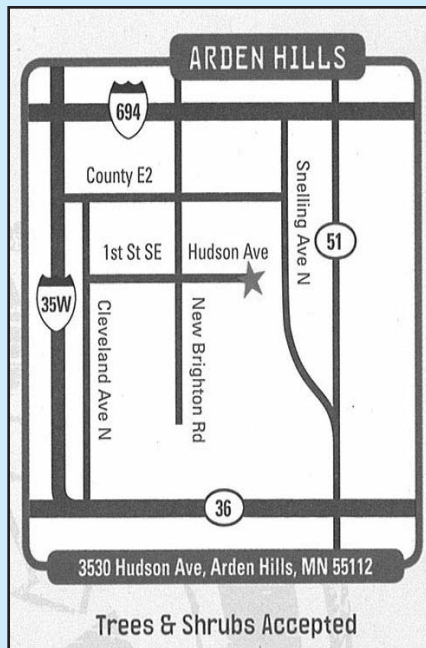 ARDEN HILLS
694
County E2
Snelling Ave N
51
1st St SE
Hudson Ave
35W
Cleveland Ave N
New Brighton Rd
36
3530 Hudson Ave, Arden Hills, MN 55112
Trees & Shrubs Accepted